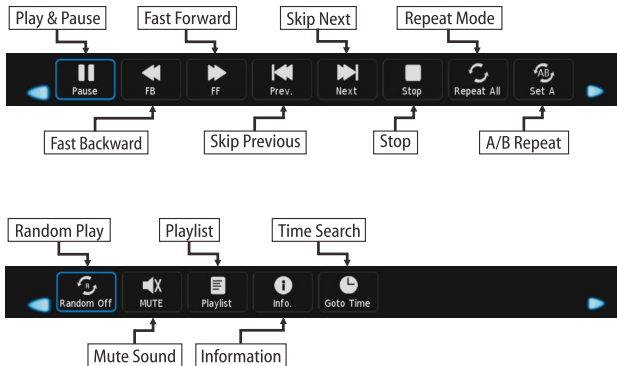 Play & Pause Fast Forward Skip Next Repeat Mode
Pause FB FF Prev. Next Stop Repeat All AB Set A
Fast Backward Skip Previous Stop A/B Repeat
Random Play Playlist Time Search
R Random Off MUTE Playlist Info. Goto Time
Mute Sound Information